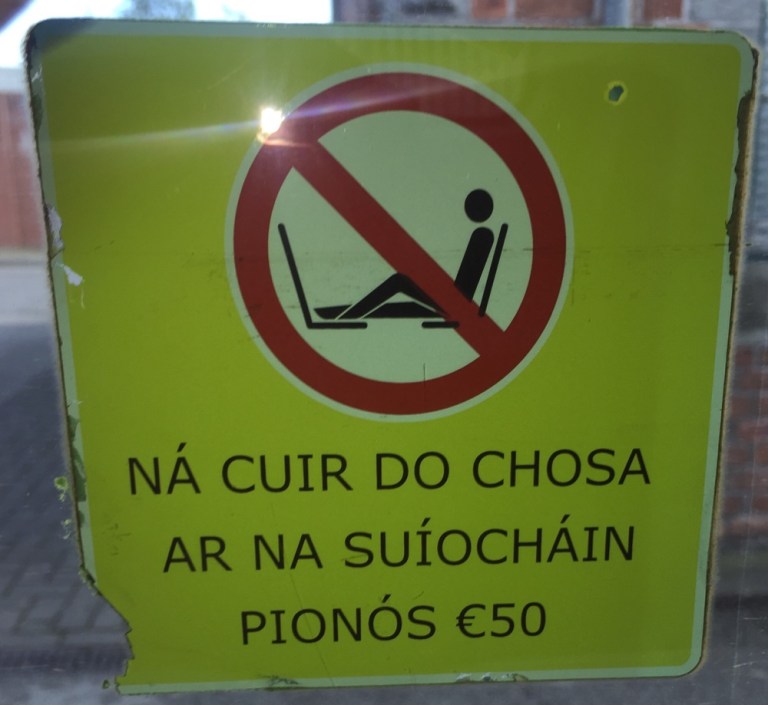 NÁ CUIR DO CHOSA
AR NA SUÍOCHÁIN
PIONÓS €50